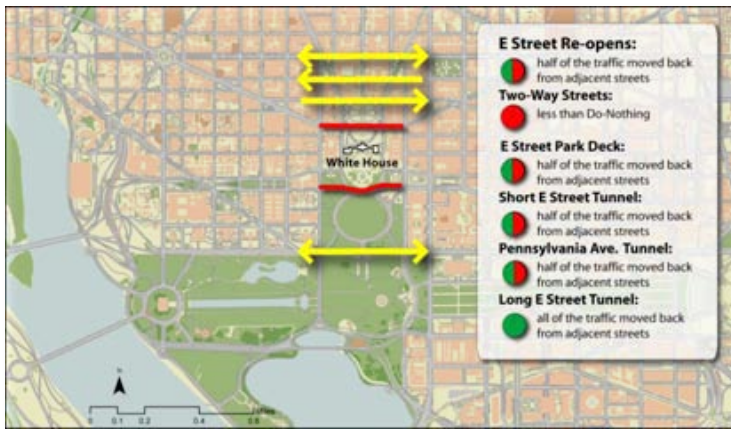 E Street Re-opens:
half of the traffic moved back
from adjacent streets
Two-Way Streets:
less than Do-Nothing
E Street Park Deck:
half of the traffic moved back
from adjacent streets
Short E Street Tunnel:
half of the traffic moved back
from adjacent streets
Pennsylvania Ave. Tunnel:
half of the traffic moved back
from adjacent streets
Long E Street Tunnel:
all of the traffic moved back
from adjacent streets
White House
N
Miles
0 0.1 0.2 0.4 0.6